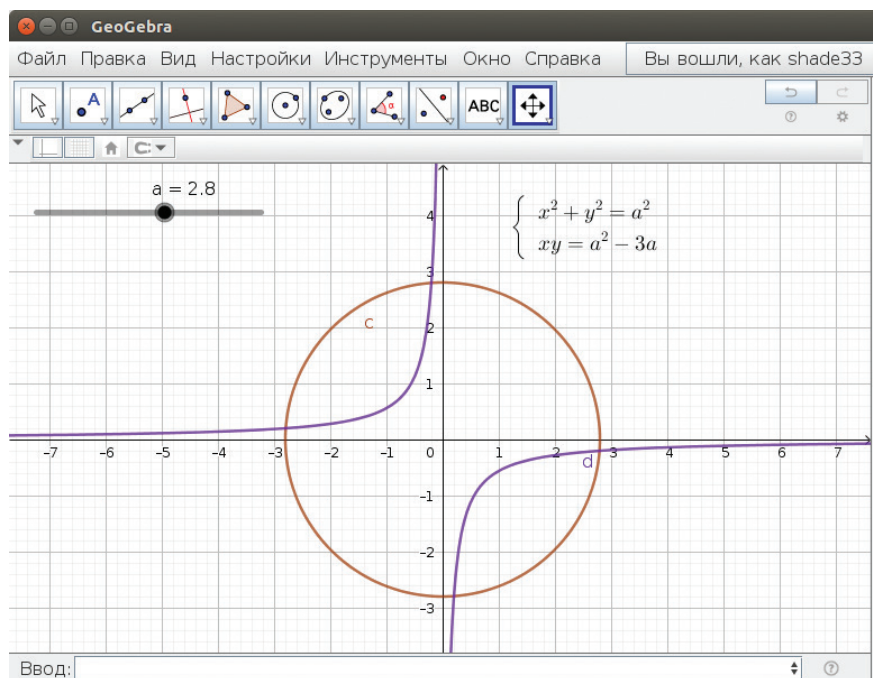 GeoGebra
Файл Правка Вид Настройки Инструменты Окно Справка Вы вошли, как shade33
A α ABC
a = 2.8
x² + y² = a²
xy = a² − 3a
4
3
c
2
1
-7 -6 -5 -4 -3 -2 -1 0 1 2 3 4 5 6 7
d
-1
-2
-3
Ввод: